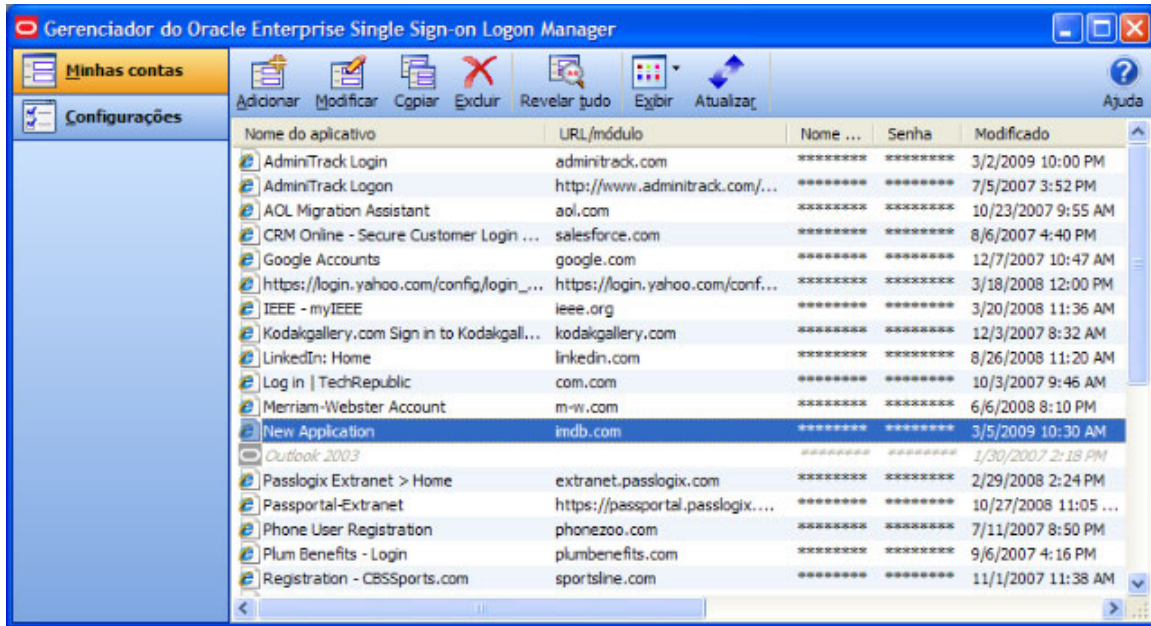 Gerenciador do Oracle Enterprise Single Sign-on Logon Manager
Minhas contas
Configurações
Adicionar Modificar Copiar Excluir Revelar tudo Exibir Atualizar Ajuda
Nome do aplicativo URL/módulo Nome ... Senha Modificado
AdminiTrack Login adminitrack.com ******** ******** 3/2/2009 10:00 PM
AdminiTrack Logon http://www.adminitrack.com/... ******** ******** 7/5/2007 3:52 PM
AOL Migration Assistant aol.com ******** ******** 10/23/2007 9:55 AM
CRM Online - Secure Customer Login ... salesforce.com ******** ******** 8/6/2007 4:40 PM
Google Accounts google.com ******** ******** 12/7/2007 10:47 AM
https://login.yahoo.com/config/login_... https://login.yahoo.com/conf... ******** ******** 3/18/2008 12:00 PM
IEEE - myIEEE ieee.org ******** ******** 3/20/2008 11:36 AM
Kodakgallery.com Sign in to Kodakgall... kodakgallery.com ******** ******** 12/3/2007 8:32 AM
LinkedIn: Home linkedin.com ******** ******** 8/26/2008 11:20 AM
Log in | TechRepublic com.com ******** ******** 10/3/2007 9:46 AM
Merriam-Webster Account m-w.com ******** ******** 6/6/2008 8:10 PM
New Application imdb.com ******** ******** 3/5/2009 10:30 AM
Outlook 2003 ******** ******** 1/30/2007 2:18 PM
Passlogix Extranet > Home extranet.passlogix.com ******** ******** 2/29/2008 2:24 PM
Passportal-Extranet https://passportal.passlogix.... ******** ******** 10/27/2008 11:05 ...
Phone User Registration phonezoo.com ******** ******** 7/11/2007 8:50 PM
Plum Benefits - Login plumbenefits.com ******** ******** 9/6/2007 4:16 PM
Registration - CBSSports.com sportsline.com ******** ******** 11/1/2007 11:38 AM